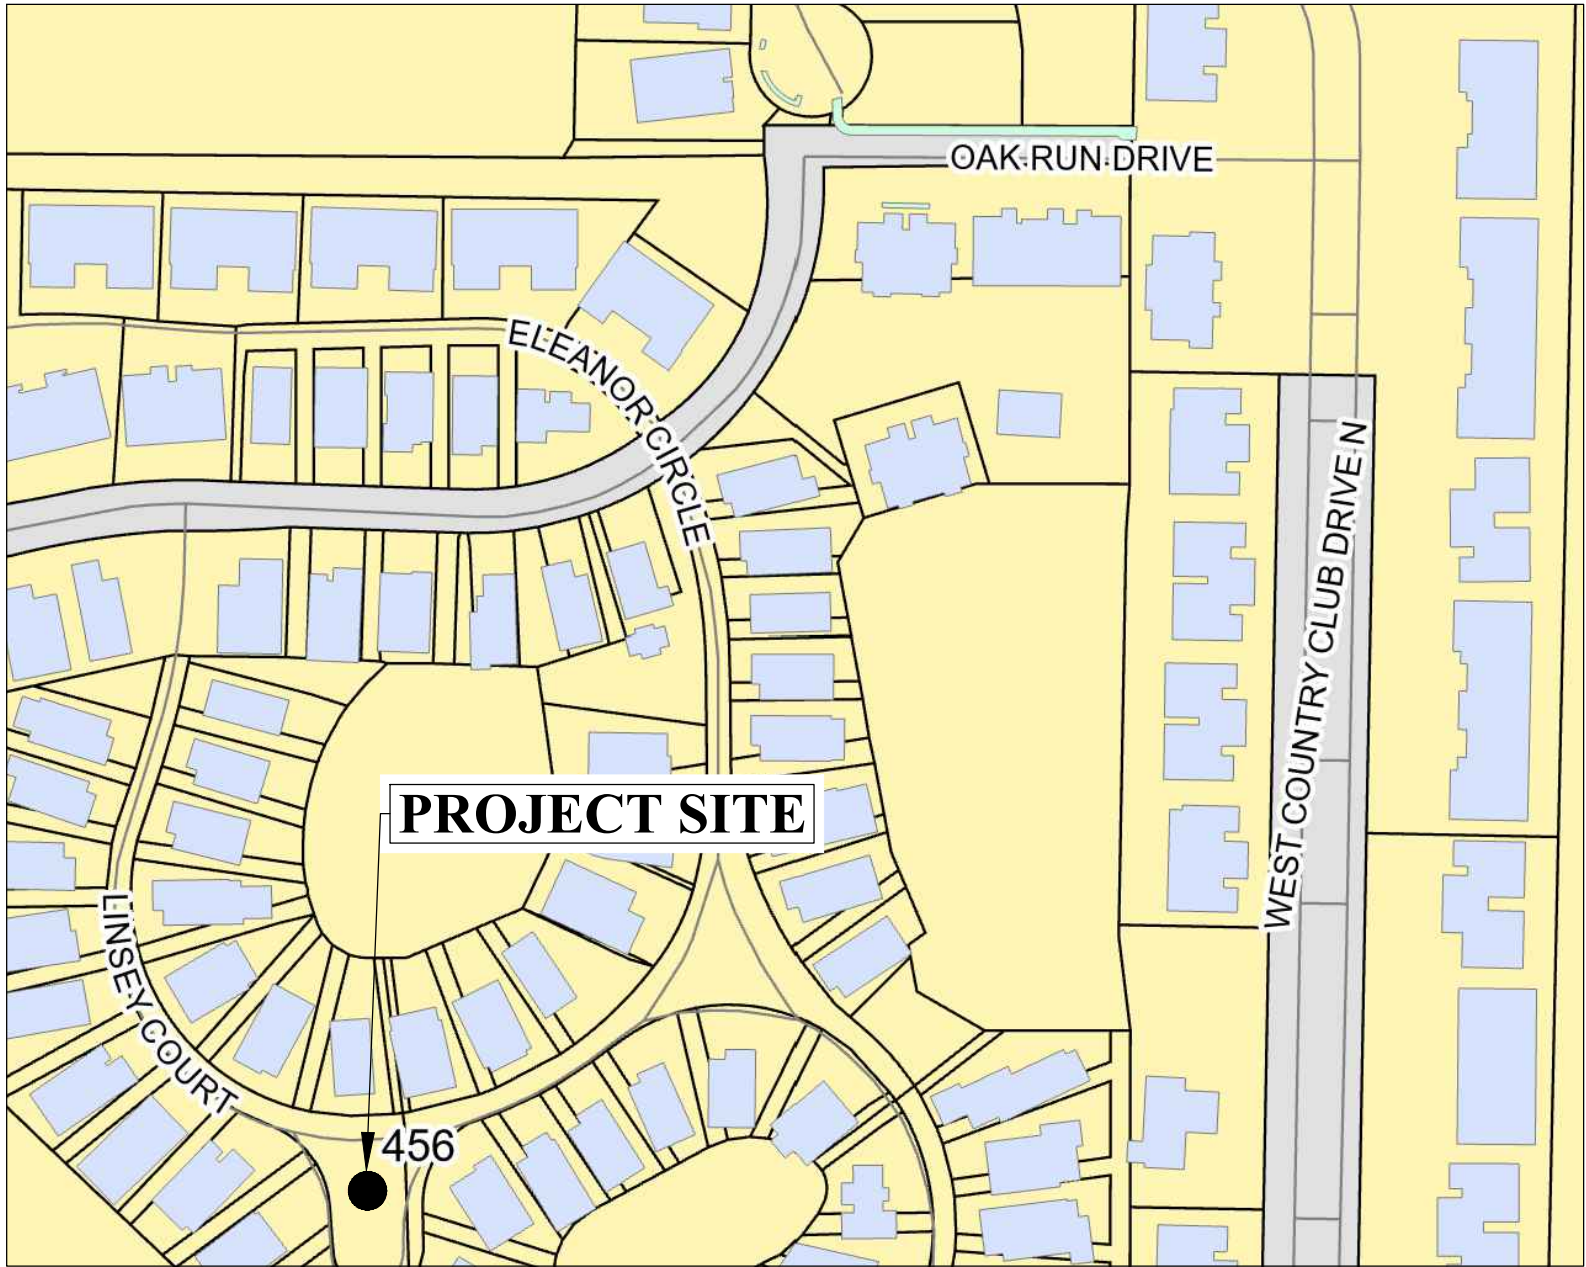 OAK RUN DRIVE
ELEANOR CIRCLE
WEST COUNTRY CLUB DRIVE N
PROJECT SITE
LINSEY COURT
456